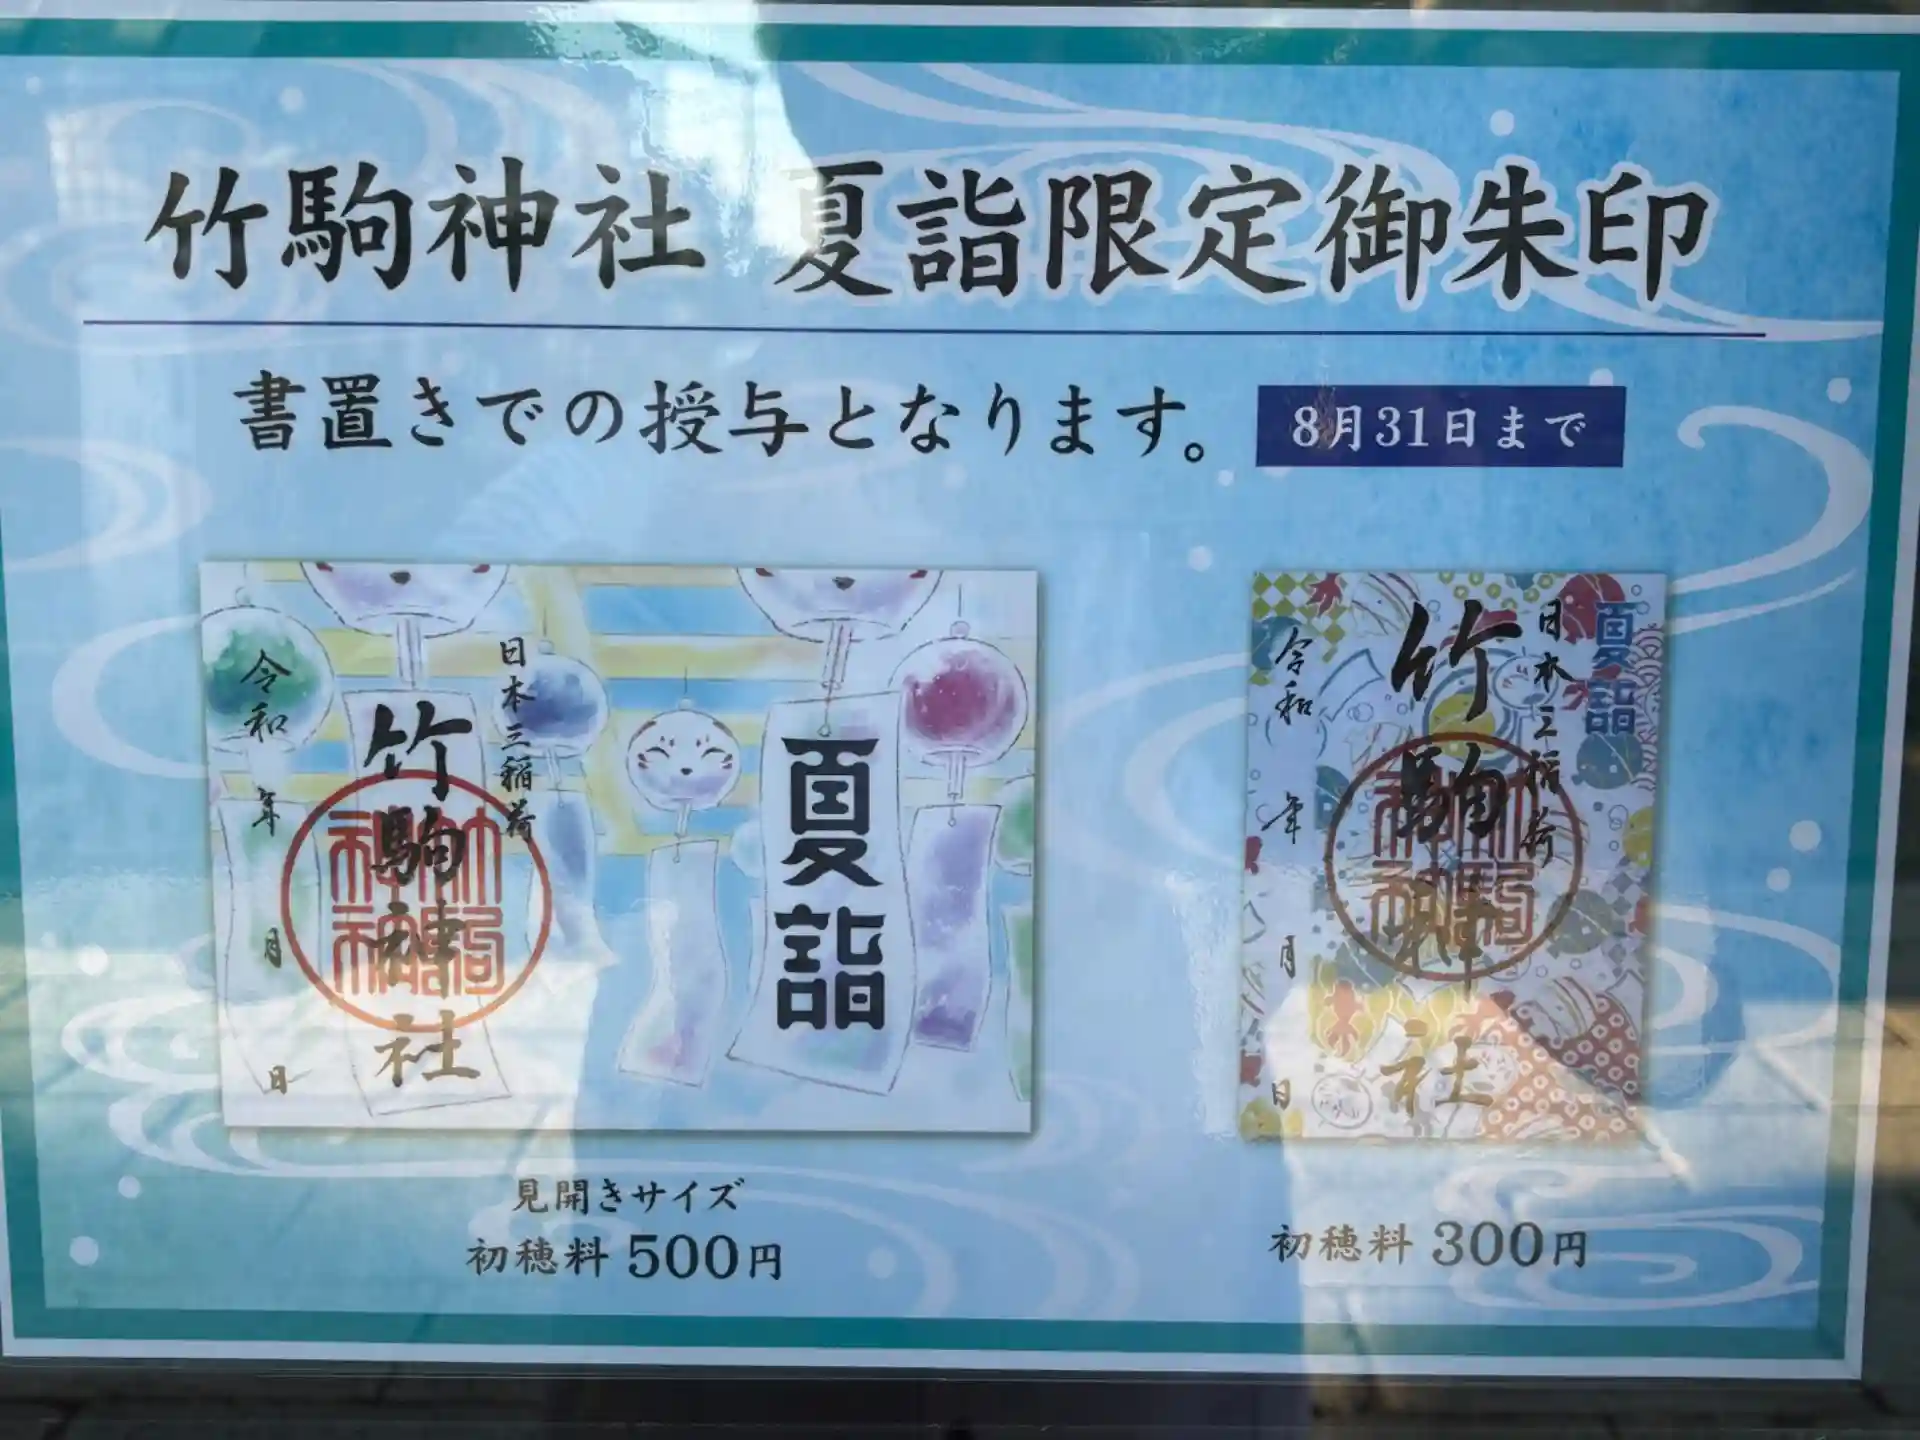 竹駒神社 夏詣限定御朱印
書置きでの授与となります。 8月31日まで
夏詣
日本三稲荷
竹駒神社
令和 年 月 日
見開きサイズ
初穂料 500円
夏詣
日本三稲荷
竹駒神社
令和 年 月 日
初穂料 300円